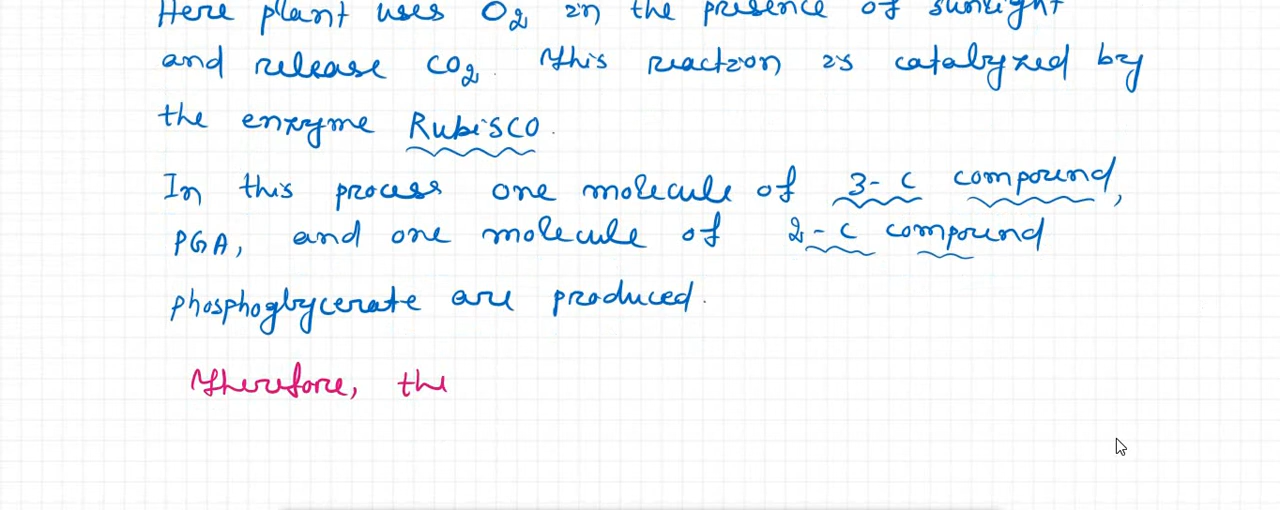 Here plant uses O2 in the presence of sunlight
and release CO2. This reaction is catalyzed by
the enzyme RubisCO.
In this process one molecule of 3-C compound,
PGA, and one molecule of 2-C compound
phosphoglycerate are produced.
Therefore, the